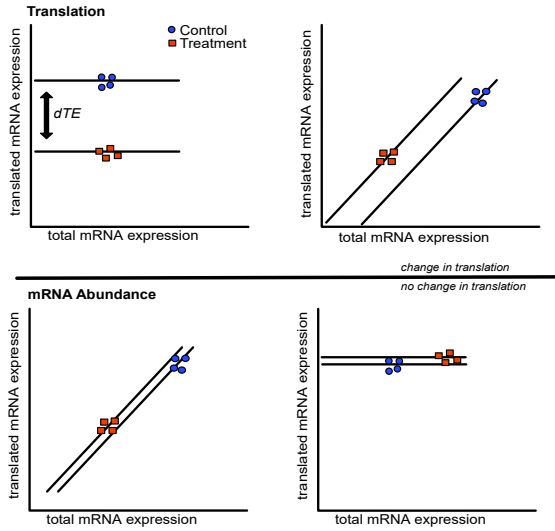 Translation
Control
Treatment
translated mRNA expression
dTE
total mRNA expression
translated mRNA expression
total mRNA expression
change in translation
no change in translation
mRNA Abundance
translated mRNA expression
total mRNA expression
translated mRNA expression
total mRNA expression